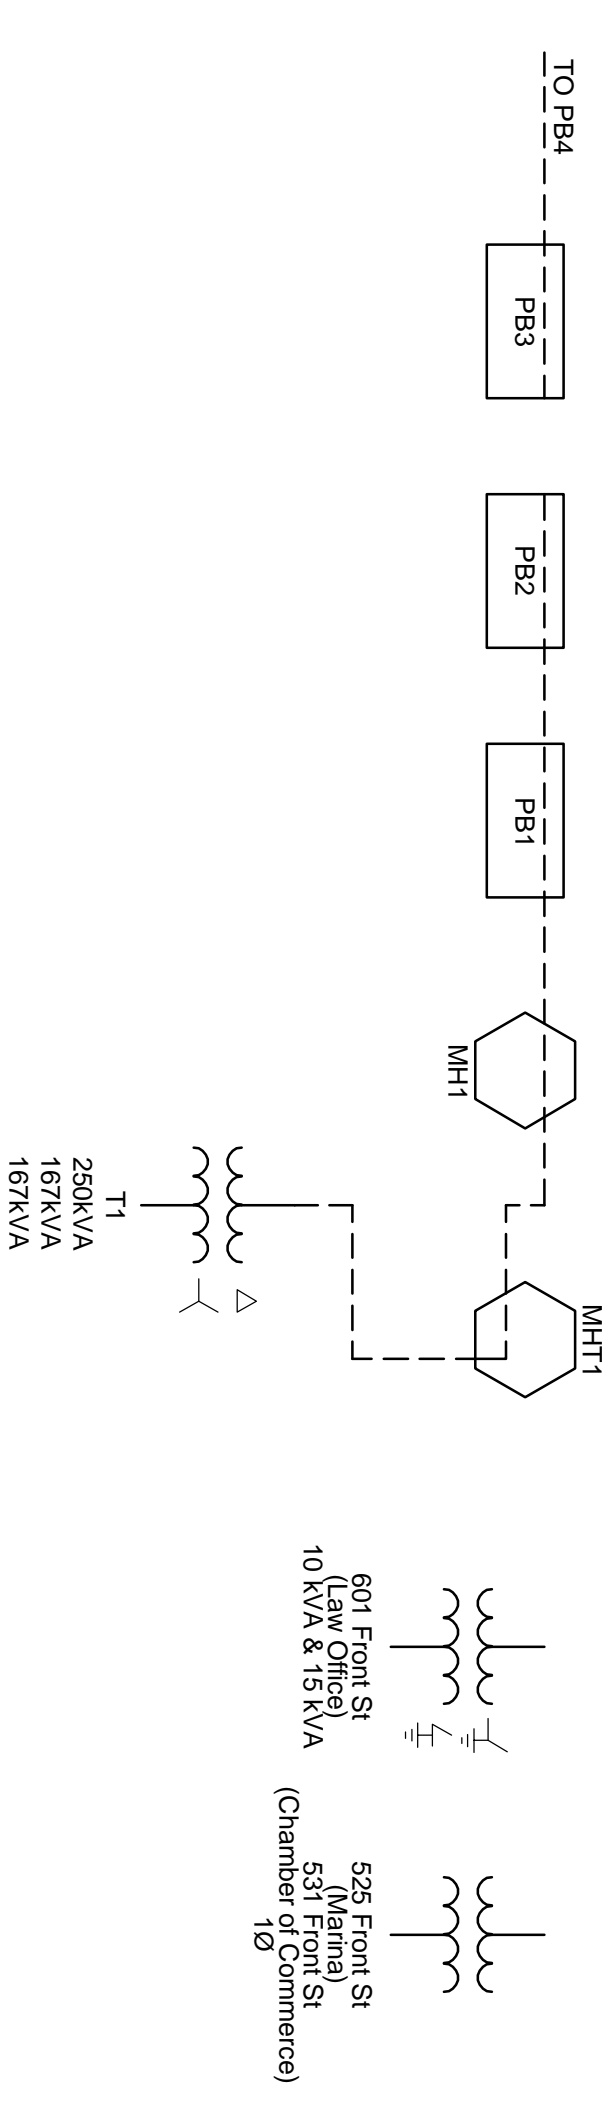 TO PB4
PB3
PB2
PB1
MH1
MHT1
T1
250kVA
167kVA
167kVA
601 Front St
(Law Office)
10 kVA & 15 kVA
525 Front St
(Marina)
531 Front St
(Chamber of Commerce)
1Ø